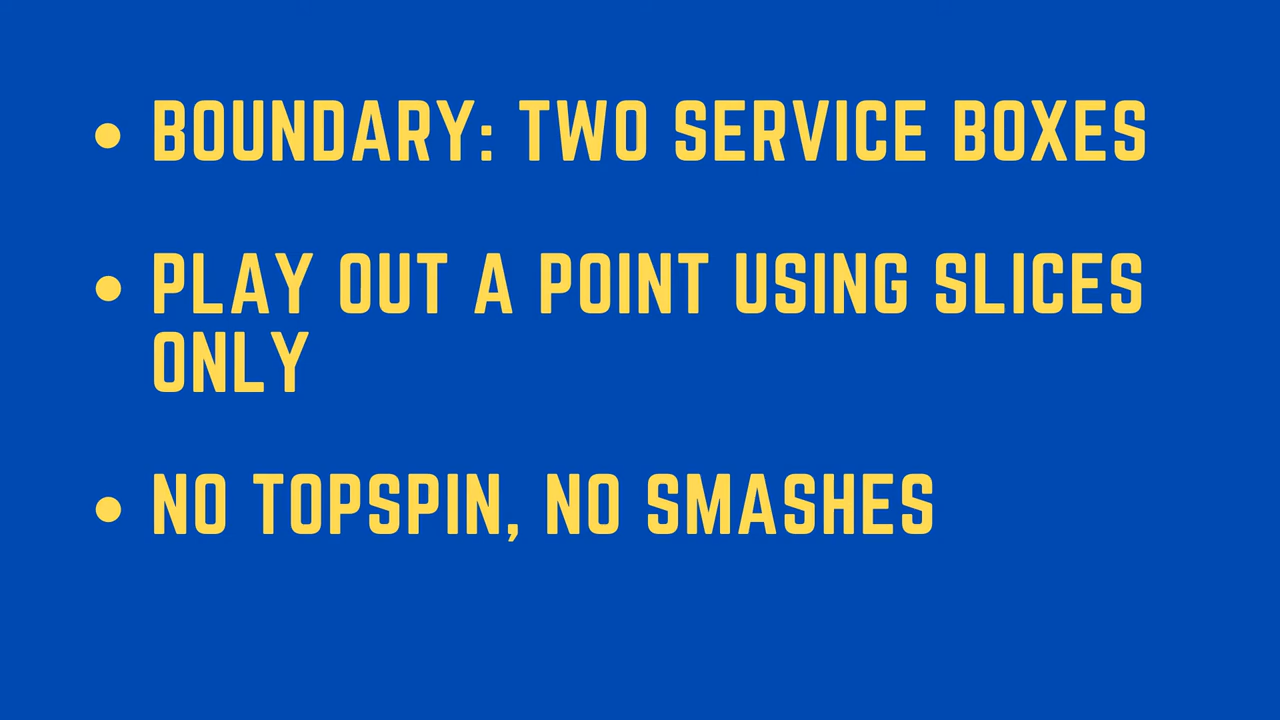 • BOUNDARY: TWO SERVICE BOXES
• PLAY OUT A POINT USING SLICES
ONLY
• NO TOPSPIN, NO SMASHES